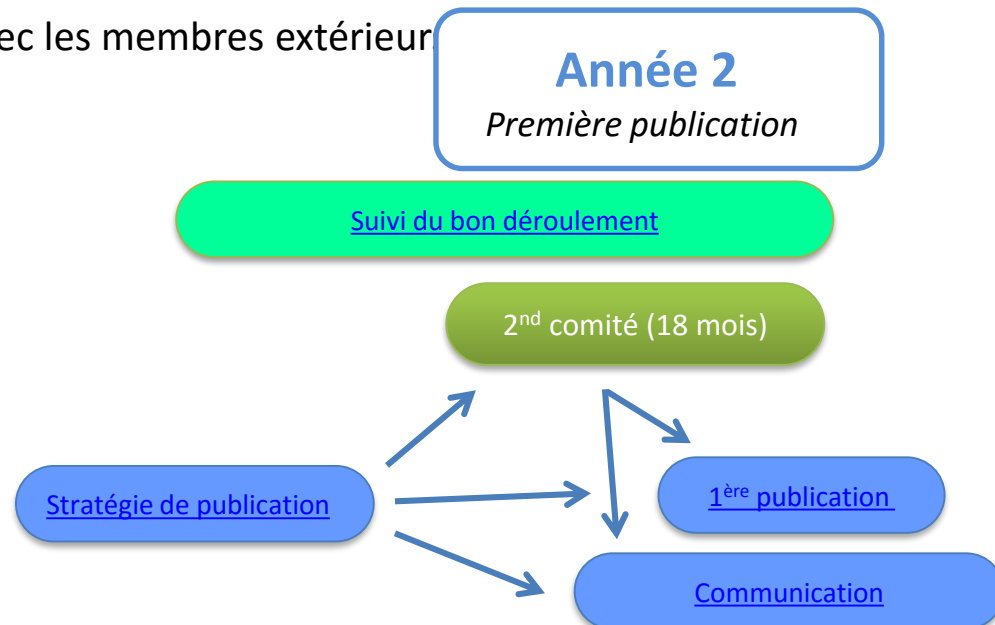 ec les membres extérieur
Année 2
Première publication
Suivi du bon déroulement
2nd comité (18 mois)
Stratégie de publication
1ère publication
Communication